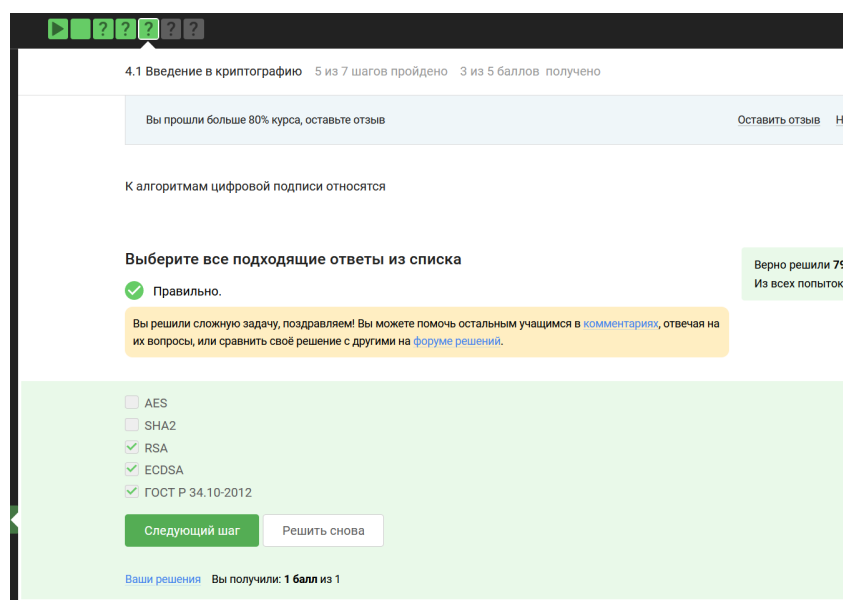 ? ? ? ? ?
4.1 Введение в криптографию 5 из 7 шагов пройдено 3 из 5 баллов получено
Вы прошли больше 80% курса, оставьте отзыв Оставить отзыв Н
К алгоритмам цифровой подписи относятся
Выберите все подходящие ответы из списка
Верно решили 79
Из всех попыток
Правильно.
Вы решили сложную задачу, поздравляем! Вы можете помочь остальным учащимся в комментариях, отвечая на
их вопросы, или сравнить своё решение с другими на форуме решений.
AES
SHA2
RSA
ECDSA
ГОСТ Р 34.10-2012
Следующий шаг Решить снова
Ваши решения Вы получили: 1 балл из 1